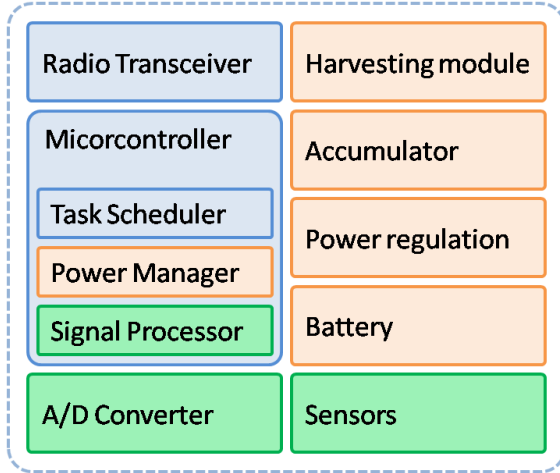 Radio Transceiver
Harvesting module
Micorcontroller
Accumulator
Task Scheduler
Power regulation
Power Manager
Signal Processor
Battery
A/D Converter
Sensors